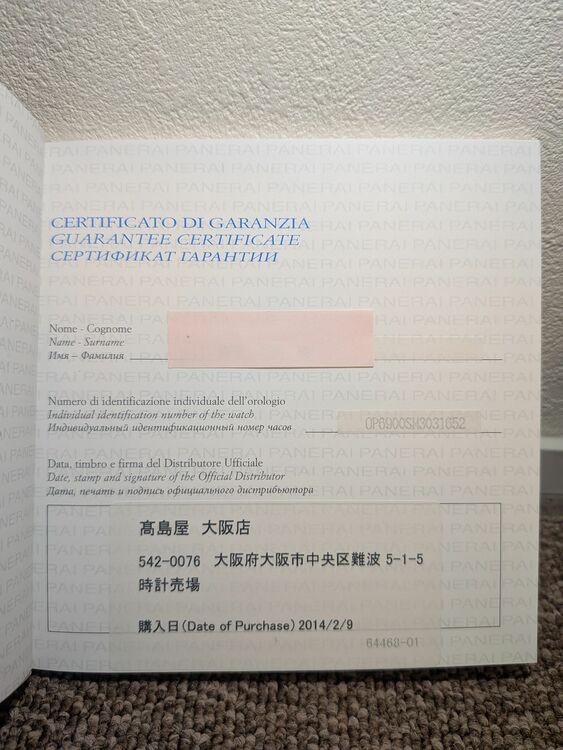 CERTIFICATO DI GARANZIA
GUARANTEE CERTIFICATE
СЕРТИФИКАТ ГАРАНТИИ
Nome - Cognome
Name - Surname
Имя – Фамилия
Numero di identificazione individuale dell'orologio
Individual identification number of the watch
Индивидуальный идентификационный номер часов
OP6900SM3031652
Data, timbro e firma del Distributore Ufficiale
Date, stamp and signature of the Official Distributor
Дата, печать и подпись официального дистрибьютора
髙島屋 大阪店
542-0076 大阪府大阪市中央区難波 5-1-5
時計売場
購入日(Date of Purchase) 2014/2/9
64468-01